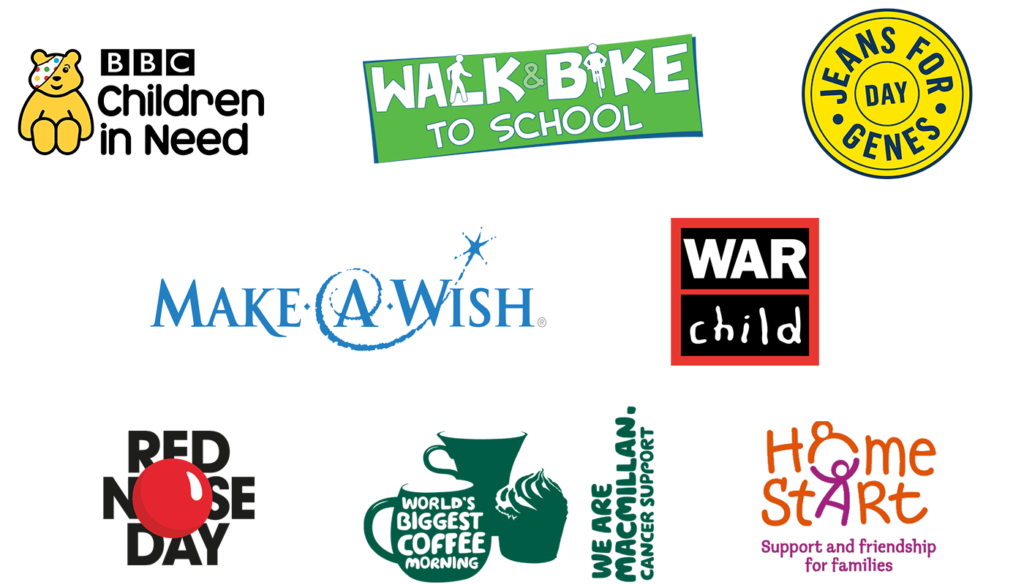 BBC
Children
in Need
WALK & BIKE
TO SCHOOL
JEANS FOR
DAY
GENES
MAKE·A·WISH®
WAR
child
RED
NOSE
DAY
WORLD'S
BIGGEST
COFFEE
MORNING
WE ARE
MACMILLAN.
CANCER SUPPORT
HOme
StARt
Support and friendship
for families